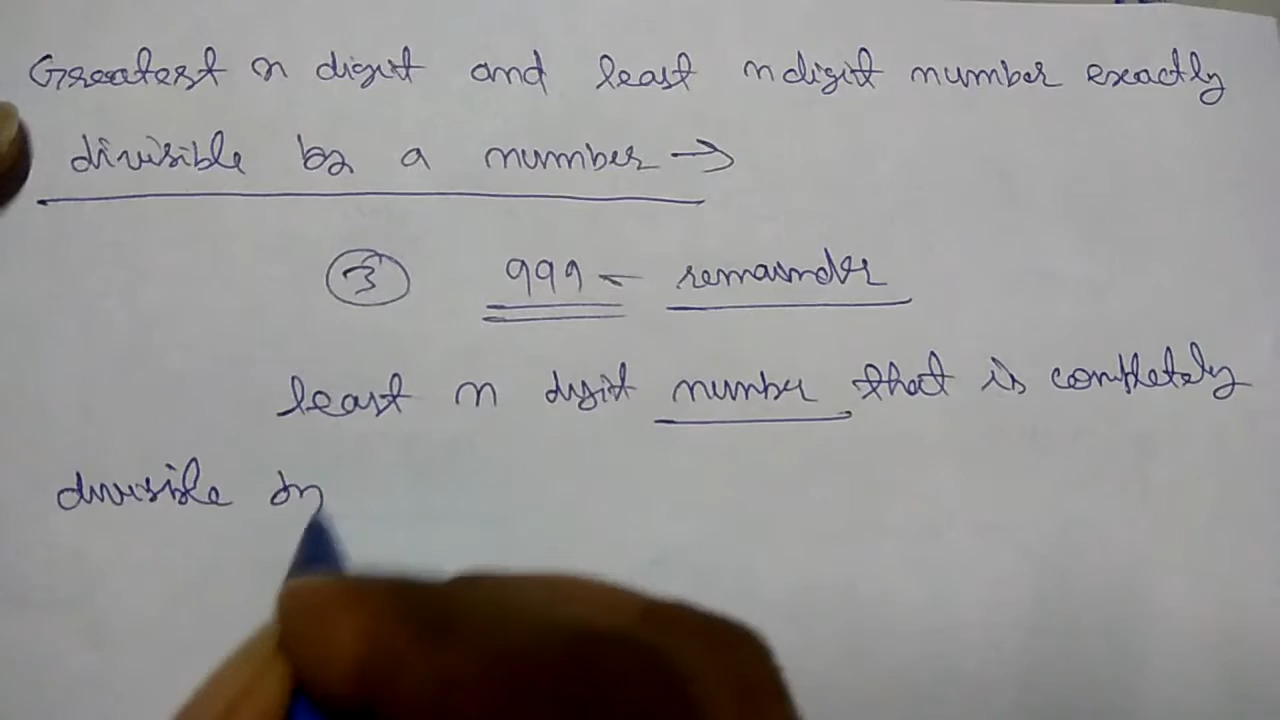 Greatest n digit and least n digit number exactly
divisible by a number →
3 999 - remainder
least n digit number that is completely
divisible by